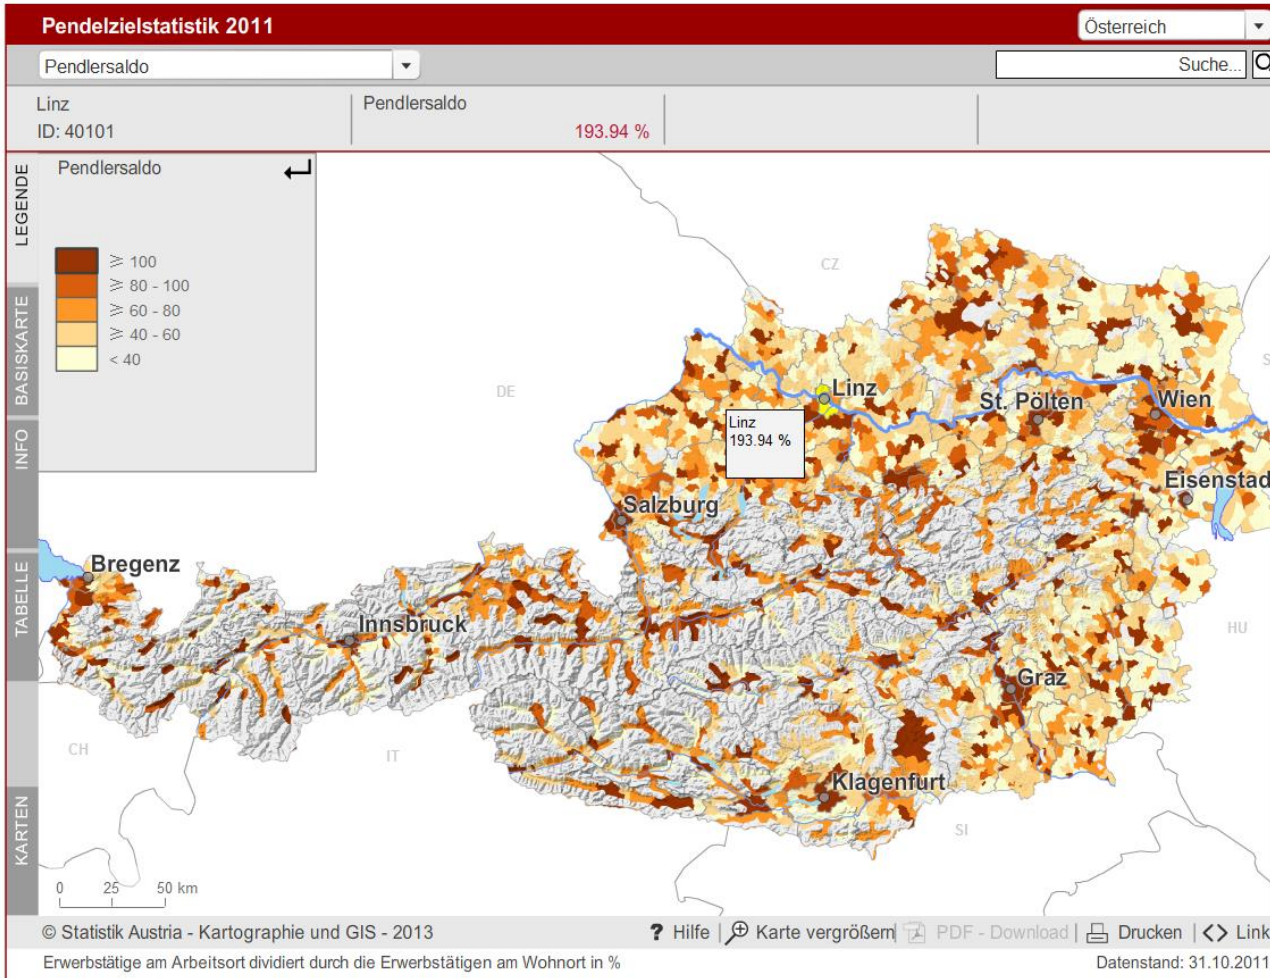 Pendelzielstatistik 2011
Österreich
Pendlersaldo
Suche...
Linz
ID: 40101
Pendlersaldo
193.94 %
LEGENDE
BASISKARTE
INFO
TABELLE
KARTEN
Pendlersaldo
≥ 100
≥ 80 - 100
≥ 60 - 80
≥ 40 - 60
< 40
CZ
DE
S
Linz
St. Pölten
Wien
Linz
193.94 %
Eisenstad
Salzburg
Bregenz
Innsbruck
HU
Graz
CH
IT
Klagenfurt
SI
0 25 50 km
© Statistik Austria - Kartographie und GIS - 2013
? Hilfe | Karte vergrößern | PDF - Download | Drucken | <> Link
Erwerbstätige am Arbeitsort dividiert durch die Erwerbstätigen am Wohnort in %
Datenstand: 31.10.2011